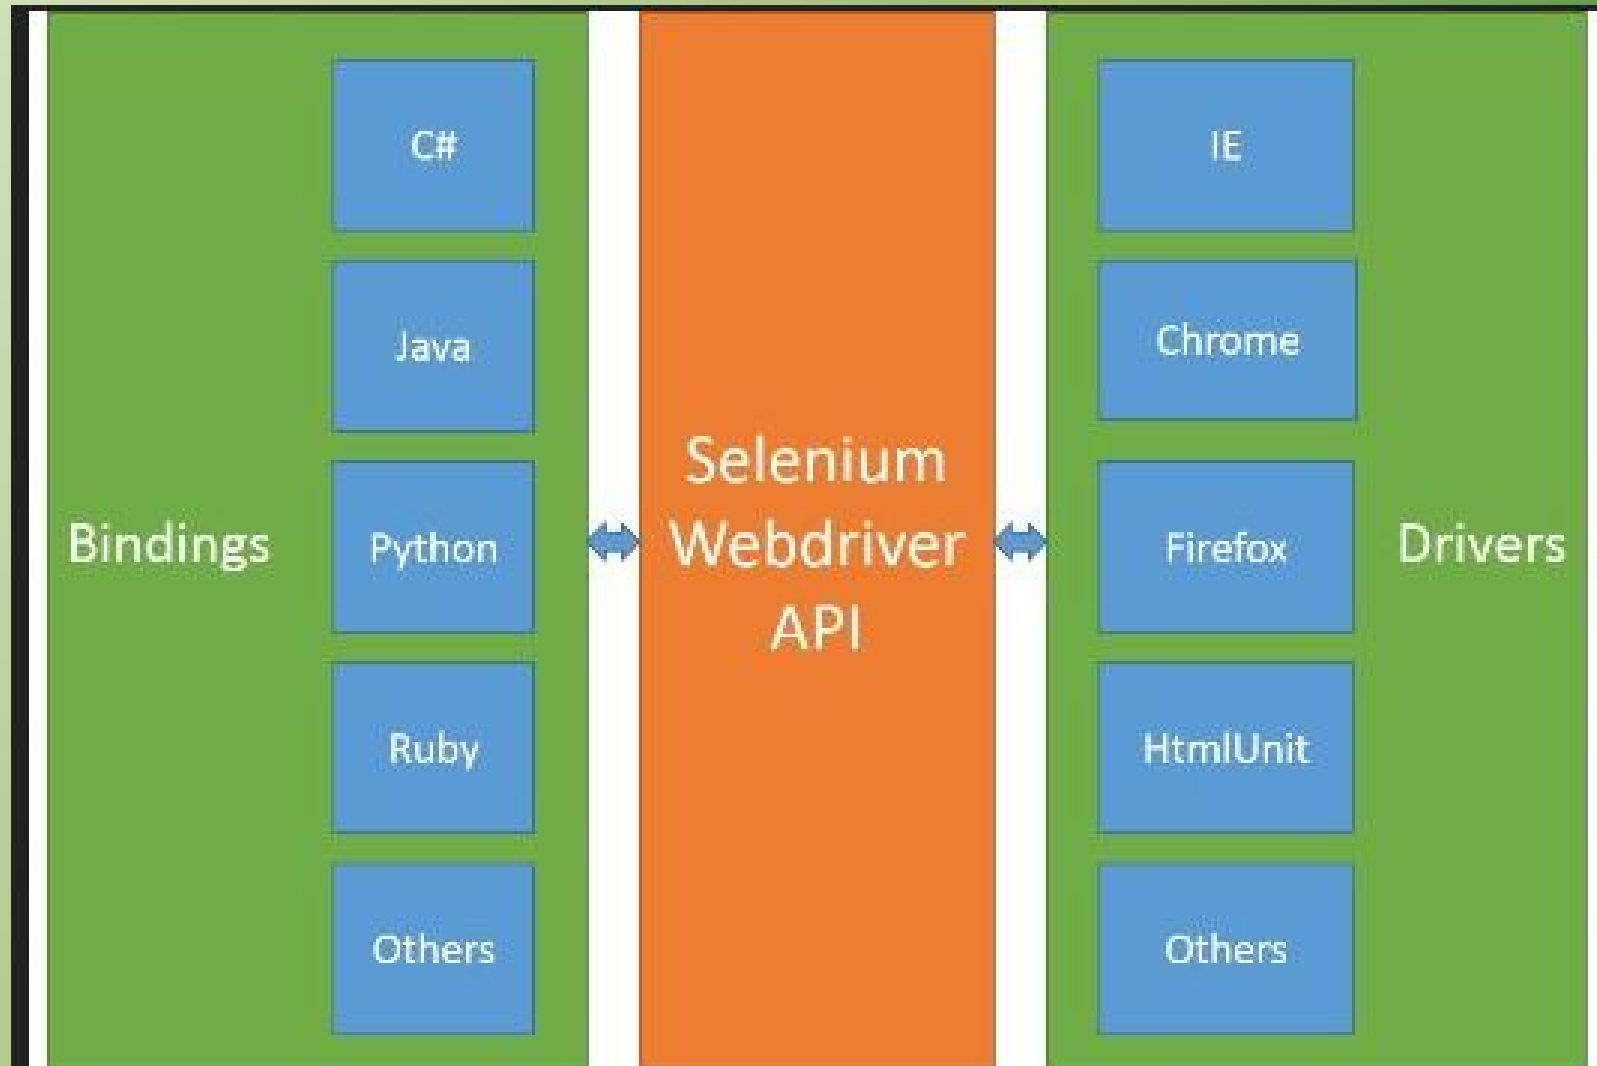 Bindings
C#
Java
Python
Ruby
Others
Selenium
Webdriver
API
IE
Chrome
Firefox
HtmlUnit
Others
Drivers